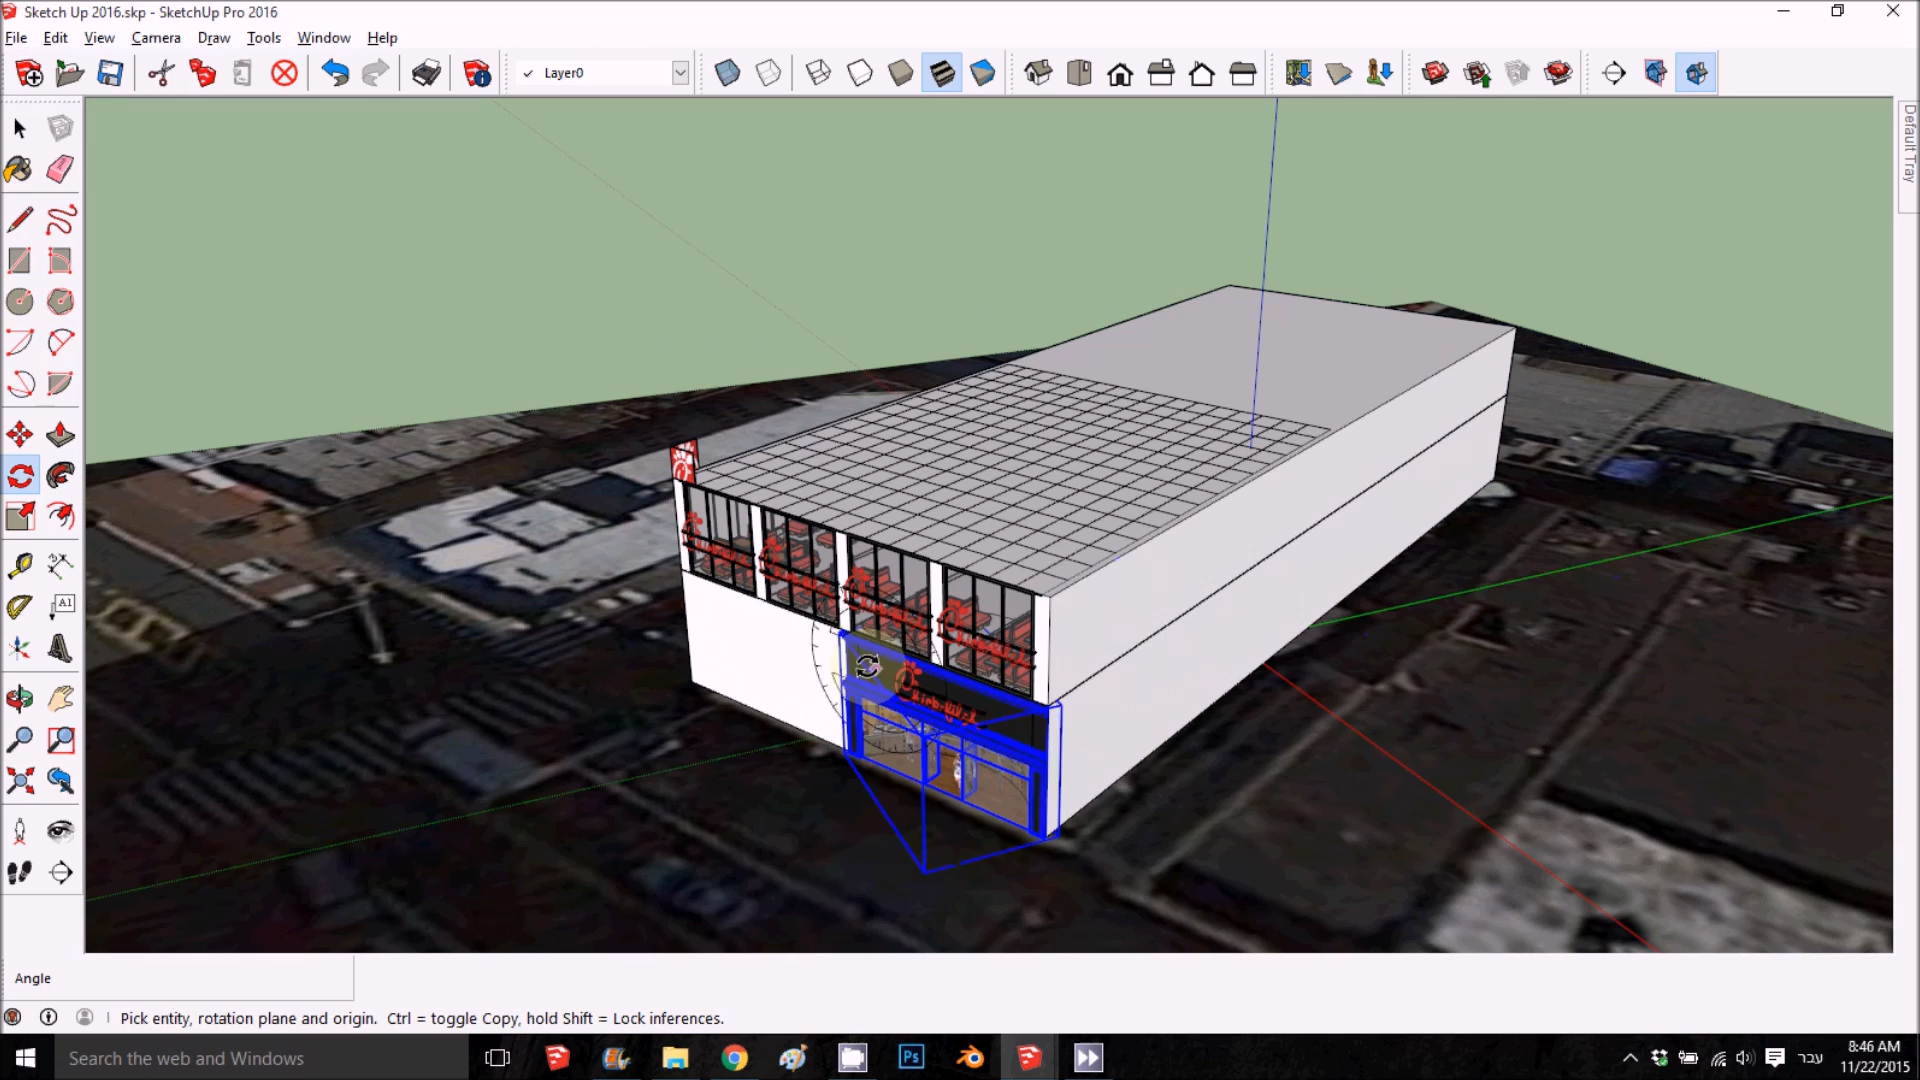 Sketch Up 2016.skp - SketchUp Pro 2016
File Edit View Camera Draw Tools Window Help
Layer0
Default Tray
A1
Angle
Pick entity, rotation plane and origin. Ctrl = toggle Copy, hold Shift = Lock inferences.
Search the web and Windows
Ps
עבר
8:46 AM
11/22/2015